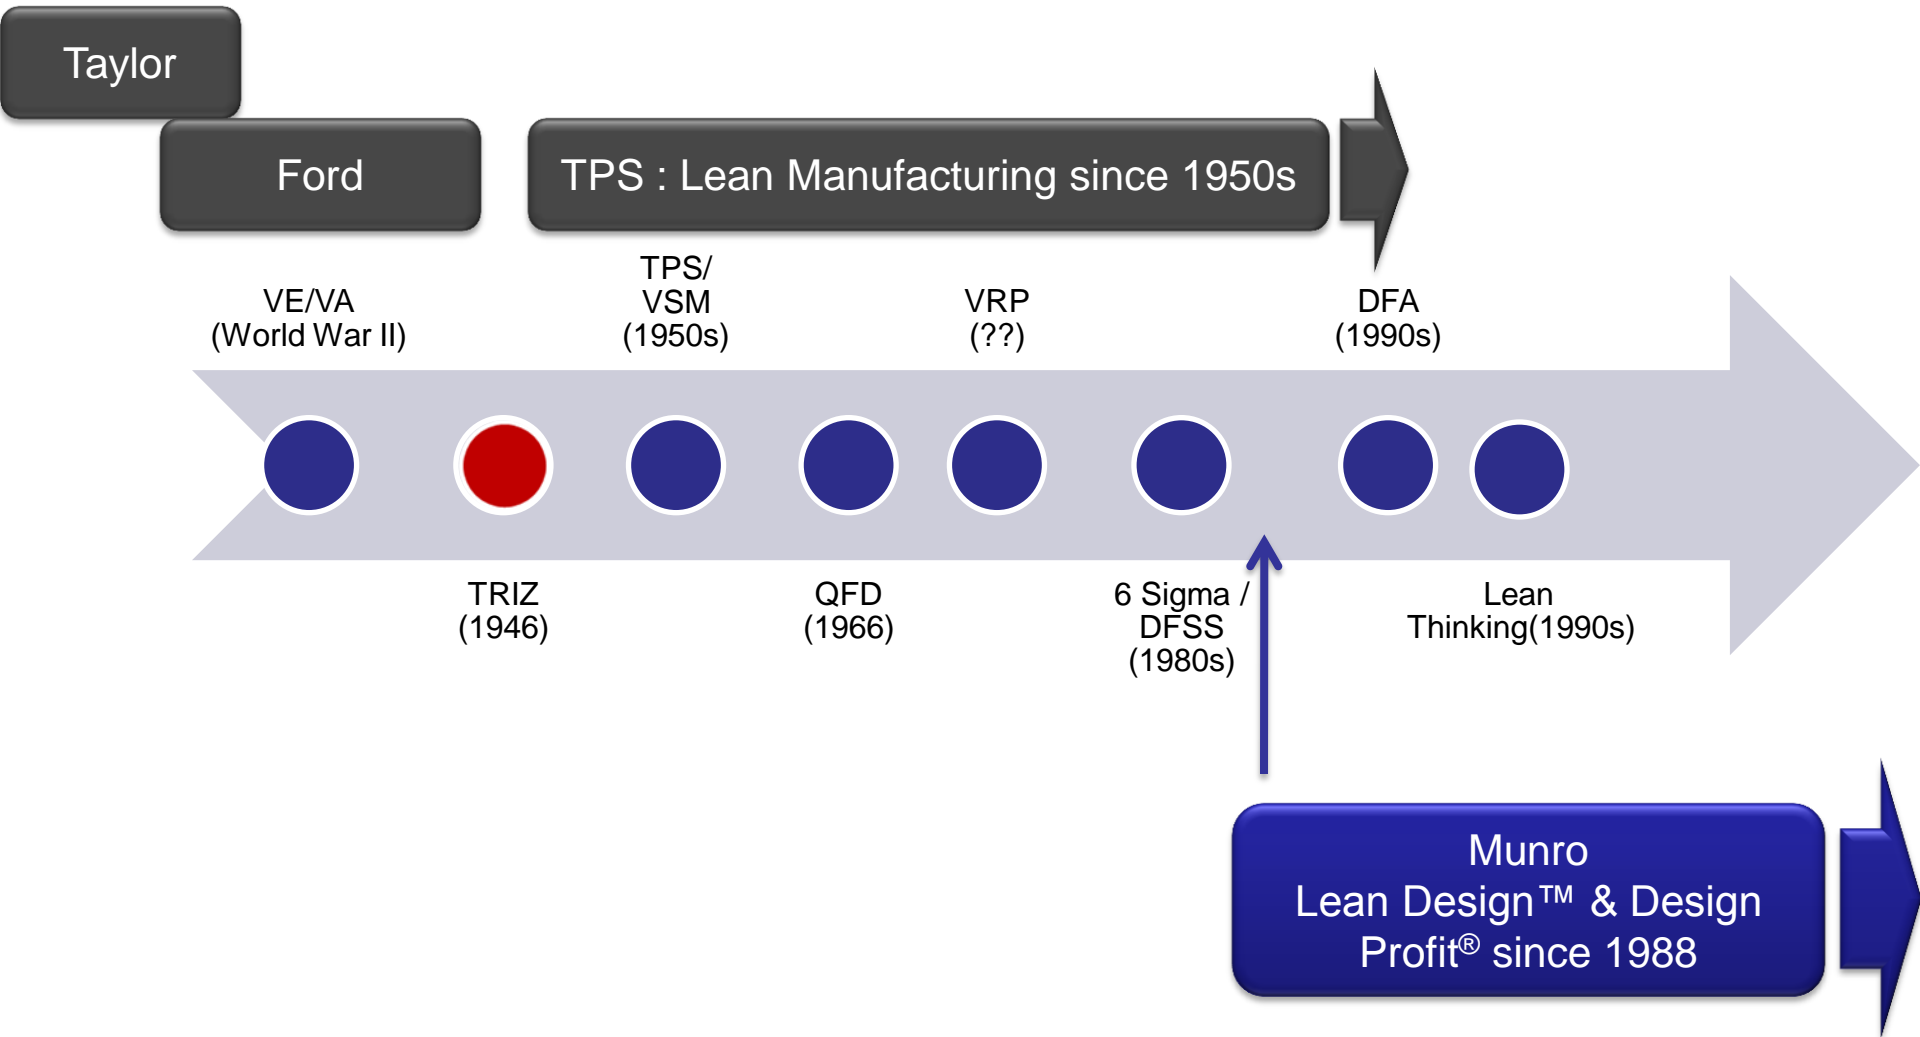 Taylor
Ford
TPS : Lean Manufacturing since 1950s
VE/VA
(World War II)
TPS/
VSM
(1950s)
VRP
(??)
DFA
(1990s)
TRIZ
(1946)
QFD
(1966)
6 Sigma /
DFSS
(1980s)
Lean
Thinking(1990s)
Munro
Lean Design™ & Design
Profit® since 1988